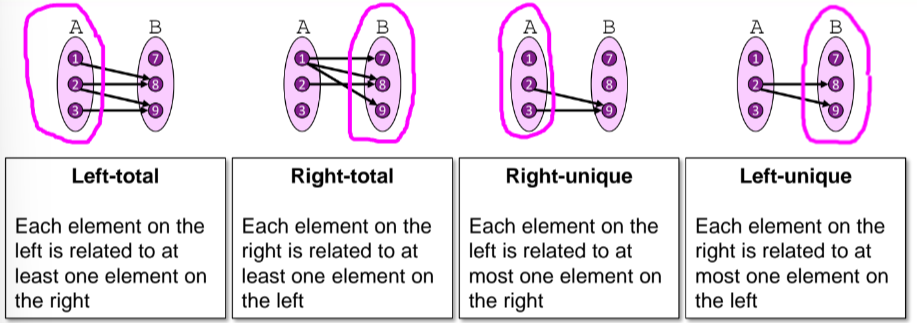 A B
1 7
2 8
3 9
A B
1 7
2 8
3 9
A B
1 7
2 8
3 9
A B
1 7
2 8
3 9
Left-total
Each element on the
left is related to at
least one element on
the right
Right-total
Each element on the
right is related to at
least one element on
the left
Right-unique
Each element on the
left is related to at
most one element on
the right
Left-unique
Each element on the
right is related to at
most one element on
the left